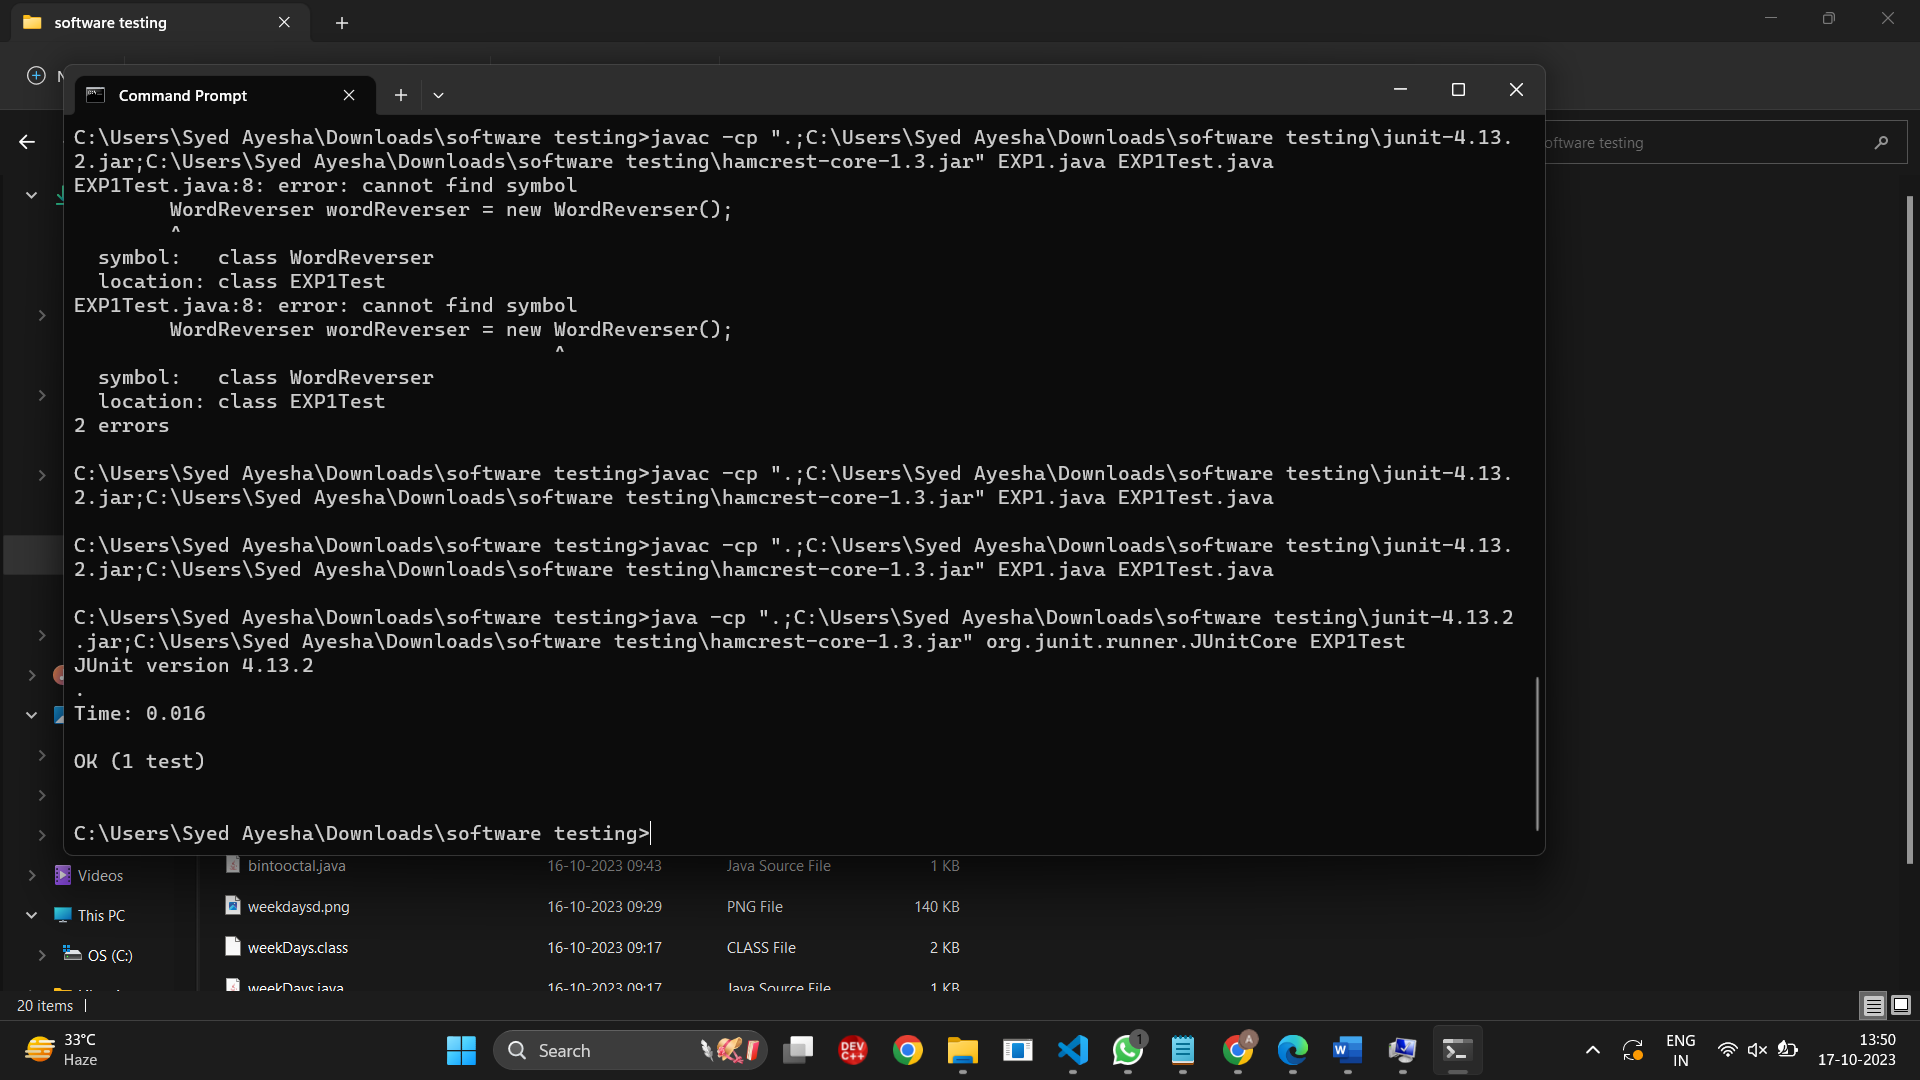 software testing
N
Command Prompt
oftware testing
C:\Users\Syed Ayesha\Downloads\software testing>javac -cp ".;C:\Users\Syed Ayesha\Downloads\software testing\junit-4.13.
2.jar;C:\Users\Syed Ayesha\Downloads\software testing\hamcrest-core-1.3.jar" EXP1.java EXP1Test.java
EXP1Test.java:8: error: cannot find symbol
        WordReverser wordReverser = new WordReverser();
        ^
  symbol:   class WordReverser
  location: class EXP1Test
EXP1Test.java:8: error: cannot find symbol
        WordReverser wordReverser = new WordReverser();
                                        ^
  symbol:   class WordReverser
  location: class EXP1Test
2 errors
C:\Users\Syed Ayesha\Downloads\software testing>javac -cp ".;C:\Users\Syed Ayesha\Downloads\software testing\junit-4.13.
2.jar;C:\Users\Syed Ayesha\Downloads\software testing\hamcrest-core-1.3.jar" EXP1.java EXP1Test.java
C:\Users\Syed Ayesha\Downloads\software testing>javac -cp ".;C:\Users\Syed Ayesha\Downloads\software testing\junit-4.13.
2.jar;C:\Users\Syed Ayesha\Downloads\software testing\hamcrest-core-1.3.jar" EXP1.java EXP1Test.java
C:\Users\Syed Ayesha\Downloads\software testing>java -cp ".;C:\Users\Syed Ayesha\Downloads\software testing\junit-4.13.2
.jar;C:\Users\Syed Ayesha\Downloads\software testing\hamcrest-core-1.3.jar" org.junit.runner.JUnitCore EXP1Test
JUnit version 4.13.2
.
Time: 0.016
OK (1 test)
C:\Users\Syed Ayesha\Downloads\software testing>
bintooctal.java 16-10-2023 09:43 Java Source File 1 KB
Videos
weekdaysd.png 16-10-2023 09:29 PNG File 140 KB
This PC
weekDays.class 16-10-2023 09:17 CLASS File 2 KB
OS (C:)
weekDays.java 16-10-2023 09:17 Java Source File 1 KB
20 items
33°C
Haze
Search
DEV
C++
1
A
ENG
IN
13:50
17-10-2023